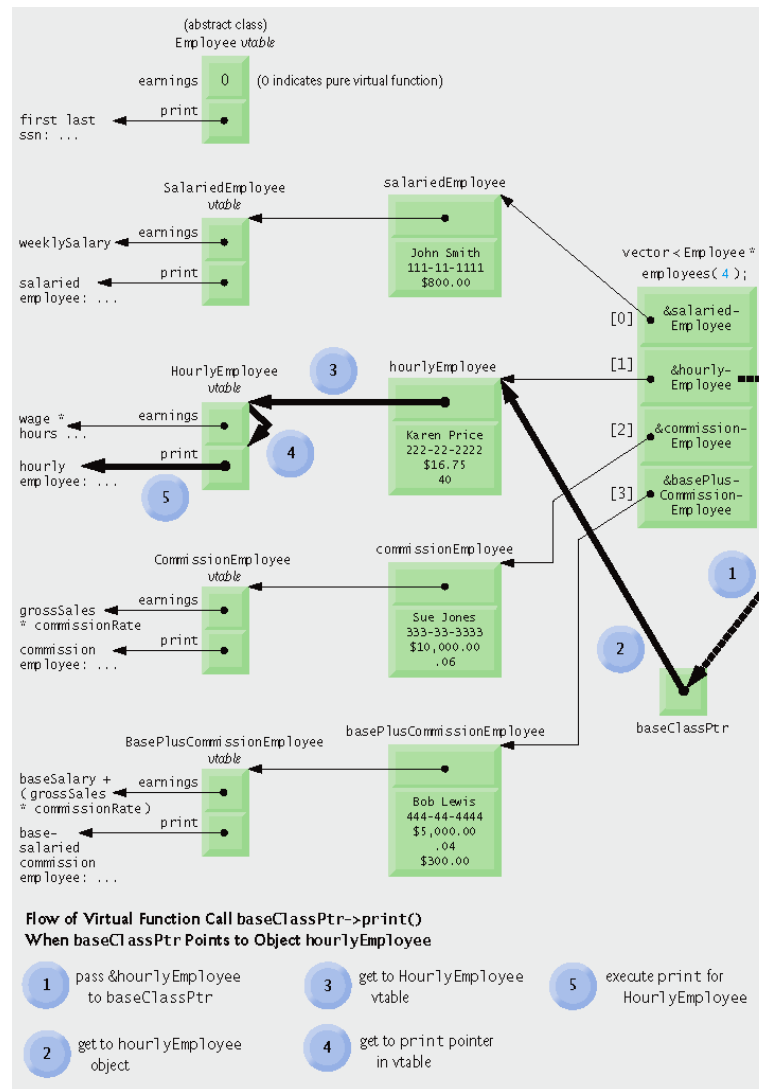 (abstract class)
Employee vtable
earnings 0 (0 indicates pure virtual function)
print
first last
ssn: ...
SalariedEmployee
vtable
salariedEmployee
earnings
weeklySalary
print
salaried
employee: ...
John Smith
111-11-1111
$800.00
vector<Employee *
employees(4);
[0] &salaried-
Employee
[1] &hourly-
Employee
[2] &commission-
Employee
[3] &basePlus-
Commission-
Employee
HourlyEmployee
vtable
3
hourlyEmployee
earnings
wage *
hours ...
print
hourly
employee: ...
4
5
Karen Price
222-22-2222
$16.75
40
CommissionEmployee
vtable
commissionEmployee
earnings
grossSales
* commissionRate
print
commission
employee: ...
Sue Jones
333-33-3333
$10,000.00
.06
1
2
baseClassPtr
BasePlusCommissionEmployee
vtable
basePlusCommissionEmployee
earnings
baseSalary +
(grossSales
* commissionRate)
print
base-
salaried
commission
employee: ...
Bob Lewis
444-44-4444
$5,000.00
.04
$300.00
Flow of Virtual Function Call baseClassPtr->print()
When baseClassPtr Points to Object hourlyEmployee
1 pass &hourlyEmployee
to baseClassPtr
2 get to hourlyEmployee
object
3 get to HourlyEmployee
vtable
4 get to print pointer
in vtable
5 execute print for
HourlyEmployee